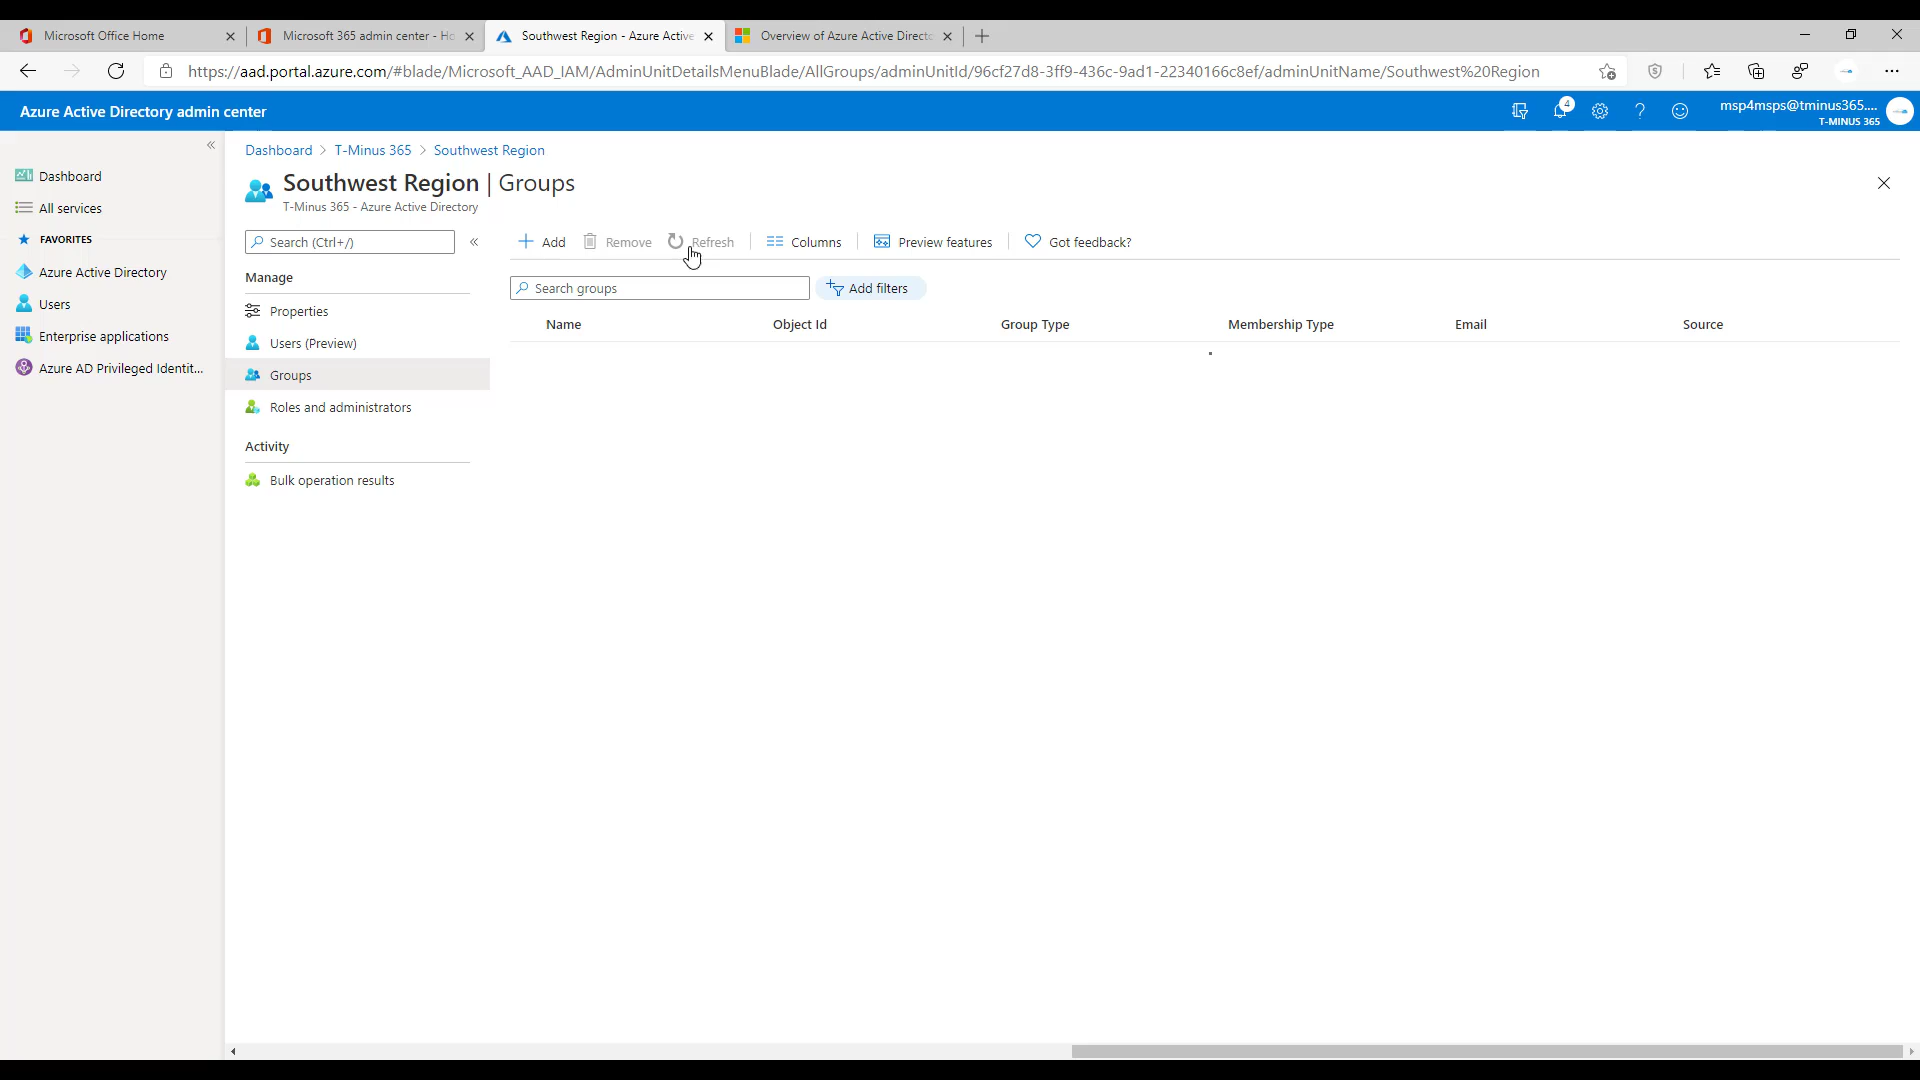 Microsoft Office Home
Microsoft 365 admin center - Ho
Southwest Region - Azure Active
Overview of Azure Active Directo
https://aad.portal.azure.com/#blade/Microsoft_AAD_IAM/AdminUnitDetailsMenuBlade/AllGroups/adminUnitId/96cf27d8-3ff9-436c-9ad1-22340166c8ef/adminUnitName/Southwest%20Region
Azure Active Directory admin center
4
msp4msps@tminus365....
T-MINUS 365
Dashboard > T-Minus 365 > Southwest Region
Southwest Region | Groups
T-Minus 365 - Azure Active Directory
Dashboard
All services
FAVORITES
Azure Active Directory
Users
Enterprise applications
Azure AD Privileged Identit...
Search (Ctrl+/)
Manage
Properties
Users (Preview)
Groups
Roles and administrators
Activity
Bulk operation results
Add
Remove
Refresh
Columns
Preview features
Got feedback?
Search groups
Add filters
Name
Object Id
Group Type
Membership Type
Email
Source